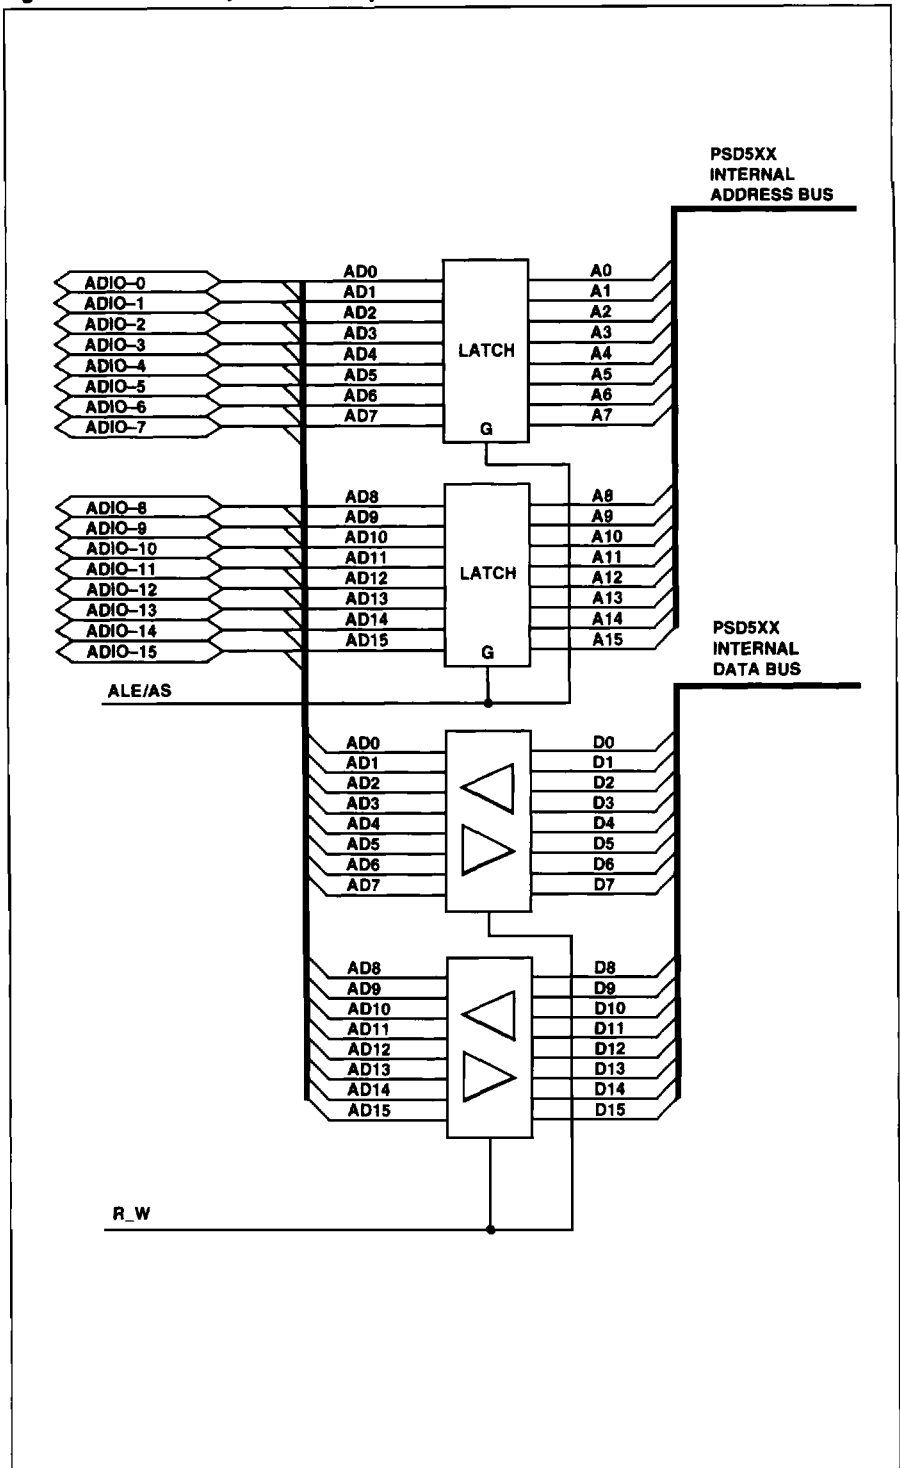 PSD5XX
INTERNAL
ADDRESS BUS
ADIO–0 AD0 A0
ADIO–1 AD1 A1
ADIO–2 AD2 A2
ADIO–3 AD3 A3
ADIO–4 AD4 LATCH A4
ADIO–5 AD5 A5
ADIO–6 AD6 A6
ADIO–7 AD7 G A7
ADIO–8 AD8 A8
ADIO–9 AD9 A9
ADIO–10 AD10 A10
ADIO–11 AD11 A11
ADIO–12 AD12 LATCH A12
ADIO–13 AD13 A13
ADIO–14 AD14 A14
ADIO–15 AD15 G A15
PSD5XX
INTERNAL
DATA BUS
ALE/AS
AD0 D0
AD1 D1
AD2 D2
AD3 D3
AD4 D4
AD5 D5
AD6 D6
AD7 D7
AD8 D8
AD9 D9
AD10 D10
AD11 D11
AD12 D12
AD13 D13
AD14 D14
AD15 D15
R_W